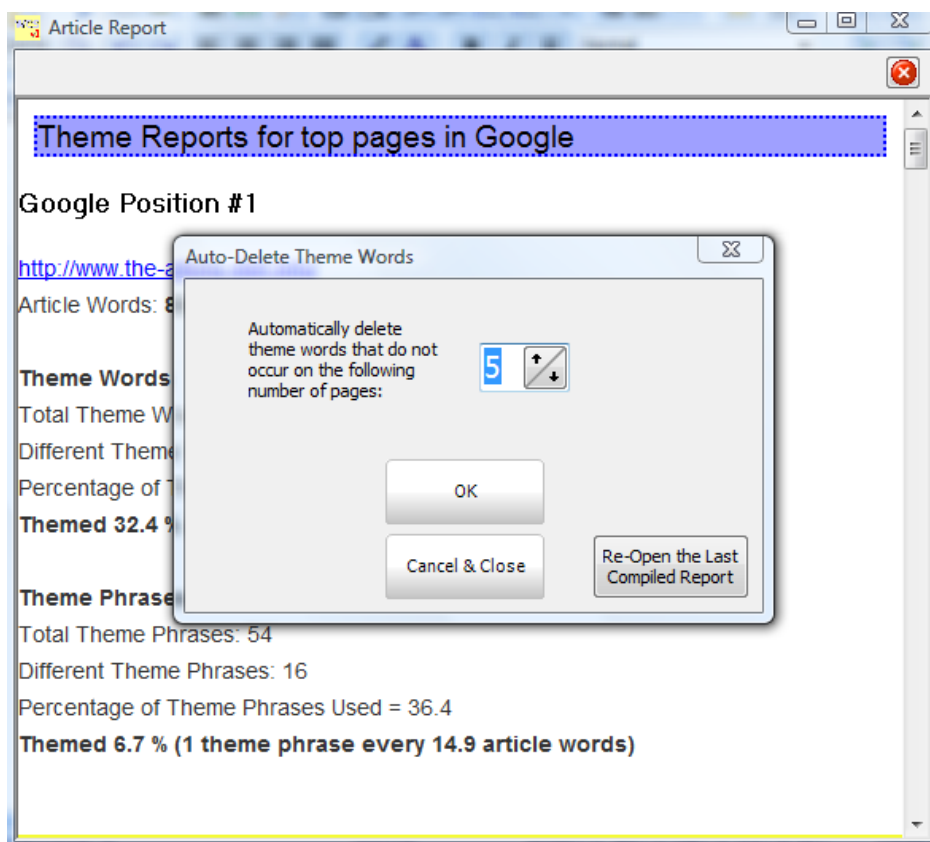 Article Report
Theme Reports for top pages in Google
Google Position #1
http://www.the-a
Article Words: 8
Theme Words
Total Theme W
Different Theme
Percentage of T
Themed 32.4 %
Theme Phrase
Total Theme Phrases: 54
Different Theme Phrases: 16
Percentage of Theme Phrases Used = 36.4
Themed 6.7 % (1 theme phrase every 14.9 article words)
Auto-Delete Theme Words
Automatically delete
theme words that do not
occur on the following
number of pages:
5
OK
Cancel & Close
Re-Open the Last
Compiled Report